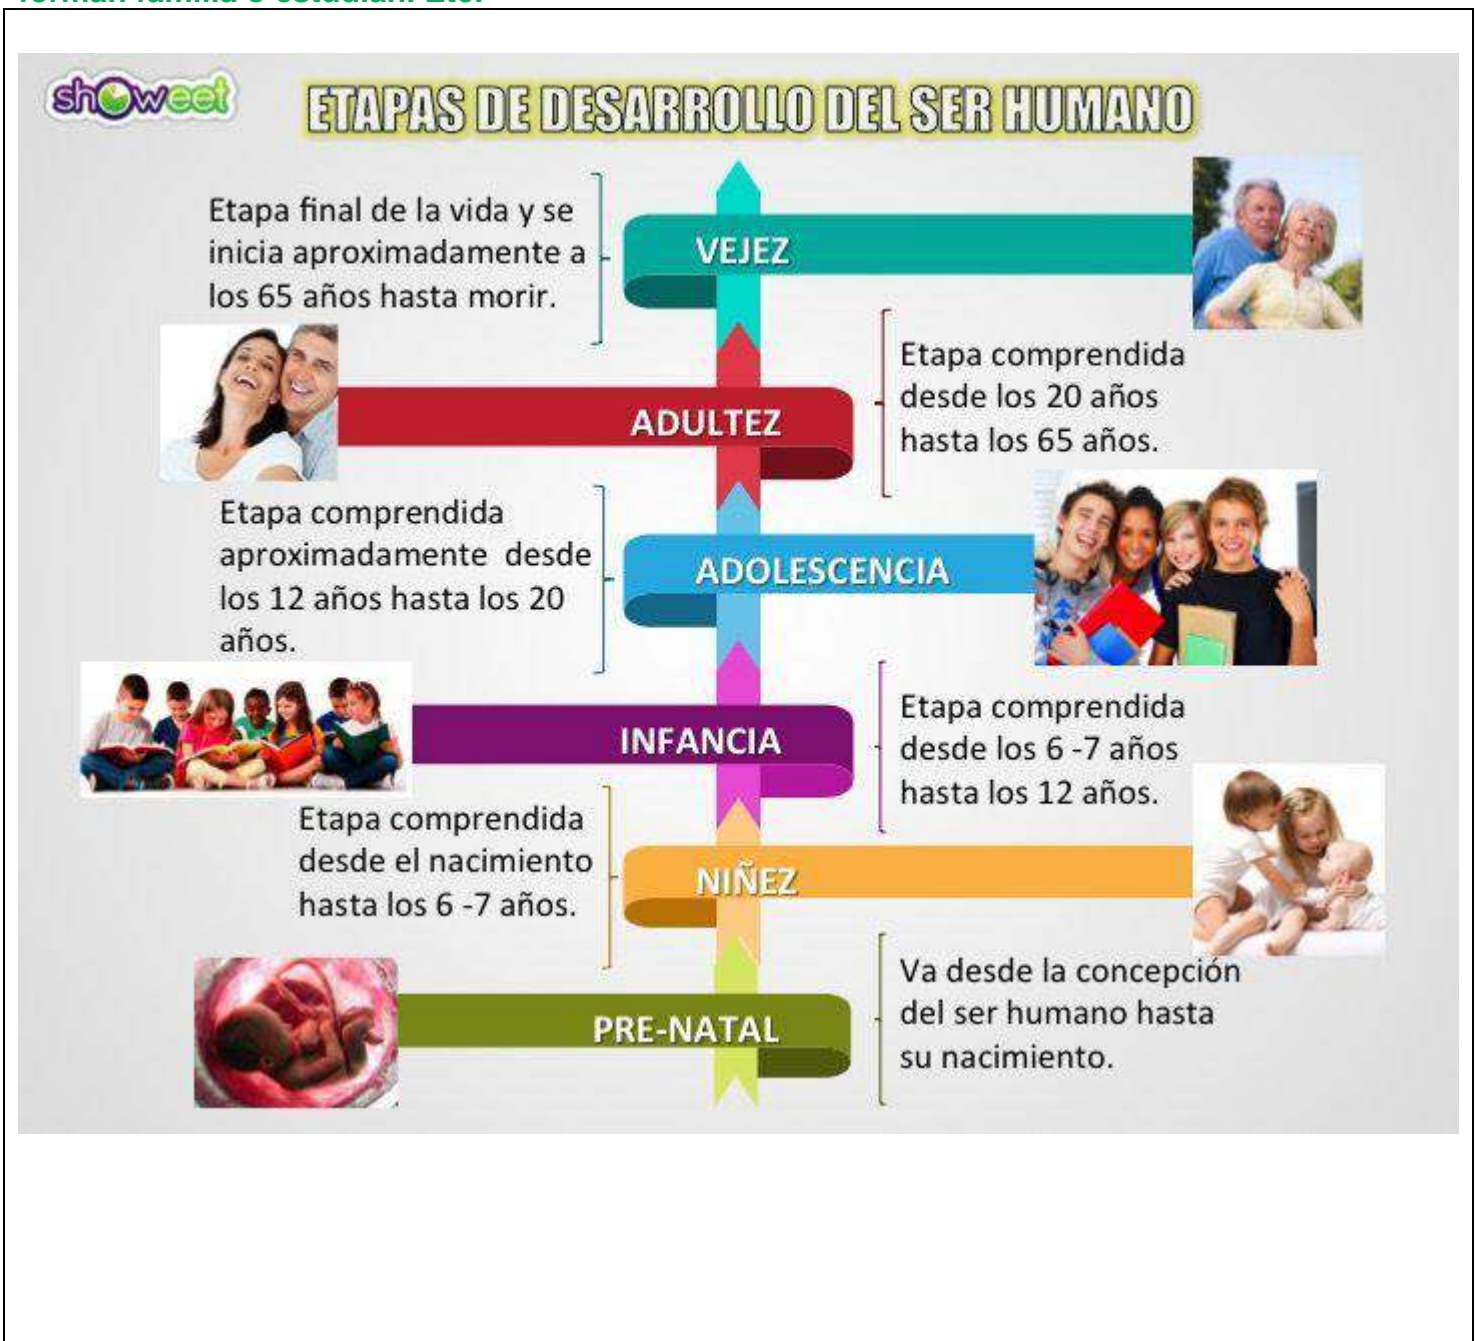 showeet
ETAPAS DE DESARROLLO DEL SER HUMANO
Etapa final de la vida y se
inicia aproximadamente a
los 65 años hasta morir.
VEJEZ
ADULTEZ
Etapa comprendida
desde los 20 años
hasta los 65 años.
Etapa comprendida
aproximadamente desde
los 12 años hasta los 20
años.
ADOLESCENCIA
INFANCIA
Etapa comprendida
desde los 6 -7 años
hasta los 12 años.
Etapa comprendida
desde el nacimiento
hasta los 6 -7 años.
NIÑEZ
PRE-NATAL
Va desde la concepción
del ser humano hasta
su nacimiento.